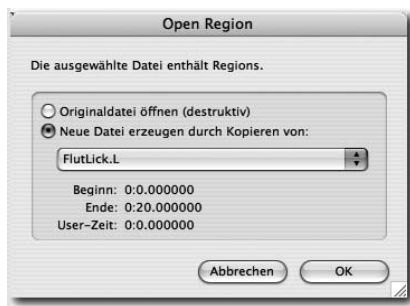 Open Region
Die ausgewählte Datei enthält Regions.
Originaldatei öffnen (destruktiv)
Neue Datei erzeugen durch Kopieren von:
FlutLick.L
Beginn: 0:0.000000
Ende: 0:20.000000
User-Zeit: 0:0.000000
Abbrechen OK